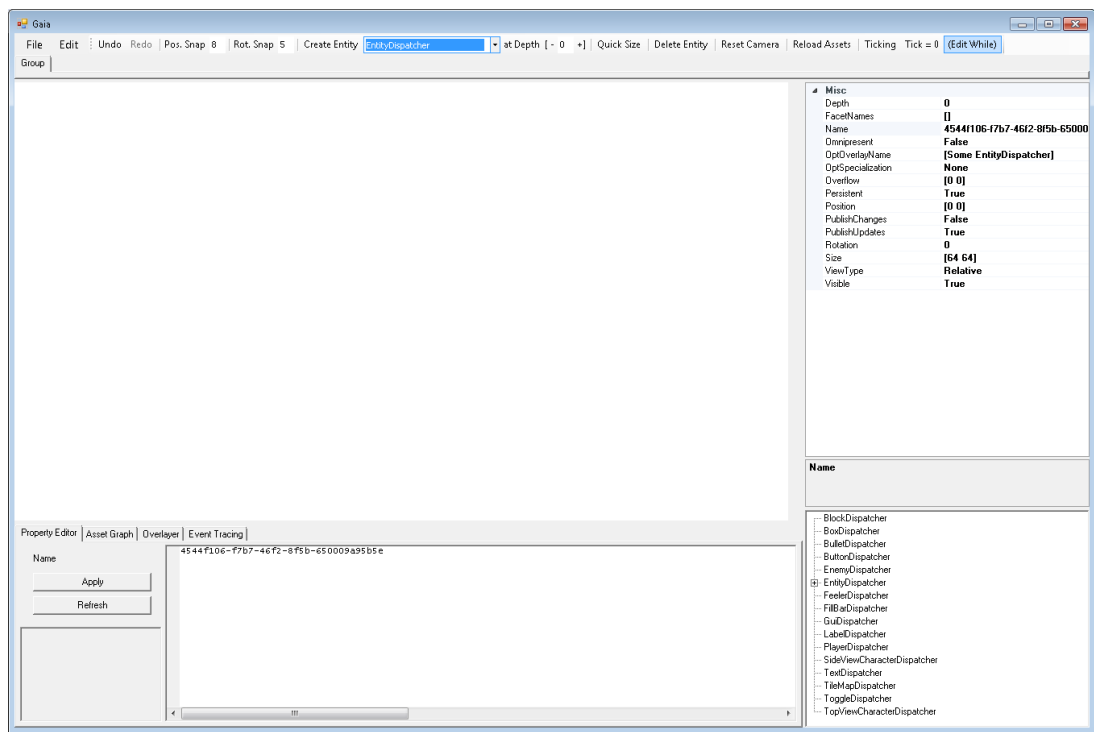 Gaia
File Edit Undo Redo Pos. Snap 8 Rot. Snap 5 Create Entity EntityDispatcher at Depth [ - 0 +] Quick Size Delete Entity Reset Camera Reload Assets Ticking Tick = 0 (Edit While)
Group
Misc
Depth 0
FacetNames []
Name 4544f106-f7b7-46f2-8f5b-65000
Omnipresent False
OptOverlayName [Some EntityDispatcher]
OptSpecialization None
Overflow [0 0]
Persistent True
Position [0 0]
PublishChanges False
PublishUpdates True
Rotation 0
Size [64 64]
ViewType Relative
Visible True
Name
Property Editor Asset Graph Overlayer Event Tracing
Name
Apply
Refresh
4544f106-f7b7-46f2-8f5b-650009a95b5e
BlockDispatcher
BoxDispatcher
BulletDispatcher
ButtonDispatcher
EnemyDispatcher
EntityDispatcher
FeelerDispatcher
FillBarDispatcher
GuiDispatcher
LabelDispatcher
PlayerDispatcher
SideViewCharacterDispatcher
TextDispatcher
TileMapDispatcher
ToggleDispatcher
TopViewCharacterDispatcher